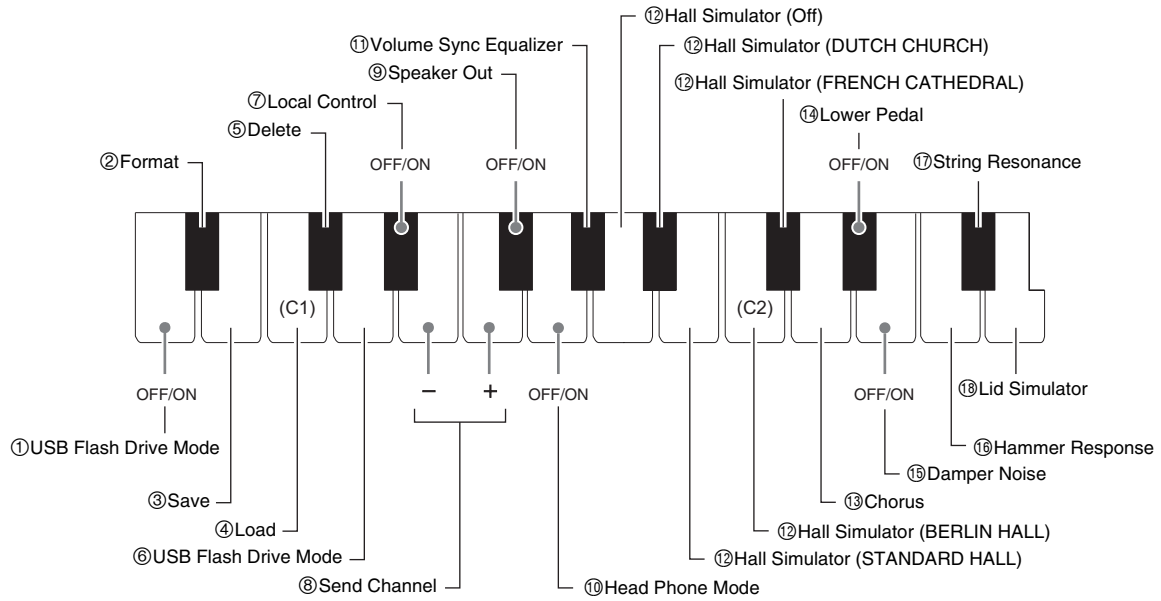 ⑫Hall Simulator (Off)
⑪Volume Sync Equalizer
⑫Hall Simulator (DUTCH CHURCH)
⑨Speaker Out
⑫Hall Simulator (FRENCH CATHEDRAL)
⑦Local Control
⑭Lower Pedal
⑤Delete
②Format
OFF/ON
OFF/ON
OFF/ON
⑰String Resonance
(C1)
(C2)
OFF/ON
−
+
OFF/ON
OFF/ON
⑱Lid Simulator
①USB Flash Drive Mode
⑯Hammer Response
⑮Damper Noise
③Save
⑬Chorus
④Load
⑫Hall Simulator (BERLIN HALL)
⑥USB Flash Drive Mode
⑫Hall Simulator (STANDARD HALL)
⑧Send Channel
⑩Head Phone Mode